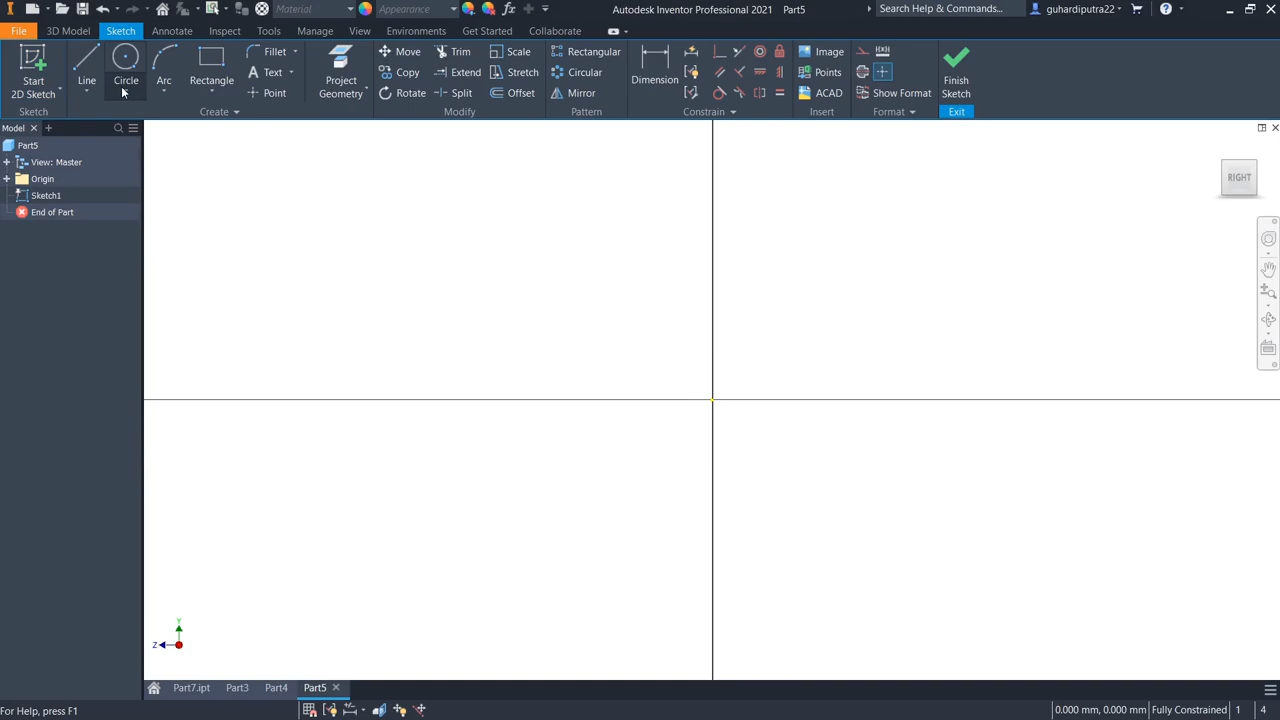 Material
Appearance
Autodesk Inventor Professional 2021 Part5
Search Help & Commands...
guhardiputra22
File
3D Model
Sketch
Annotate
Inspect
Tools
Manage
View
Environments
Get Started
Collaborate
Start
2D Sketch
Line
Circle
Arc
Rectangle
Fillet
Text
Point
Project
Geometry
Move
Copy
Rotate
Trim
Extend
Split
Scale
Stretch
Offset
Rectangular
Circular
Mirror
Dimension
Image
Points
ACAD
Show Format
Finish
Sketch
Sketch
Create
Modify
Pattern
Constrain
Insert
Format
Exit
Model
Part5
View: Master
Origin
Sketch1
End of Part
RIGHT
Y
Z
Part7.ipt
Part3
Part4
Part5
For Help, press F1
0.000 mm, 0.000 mm
Fully Constrained
1
4